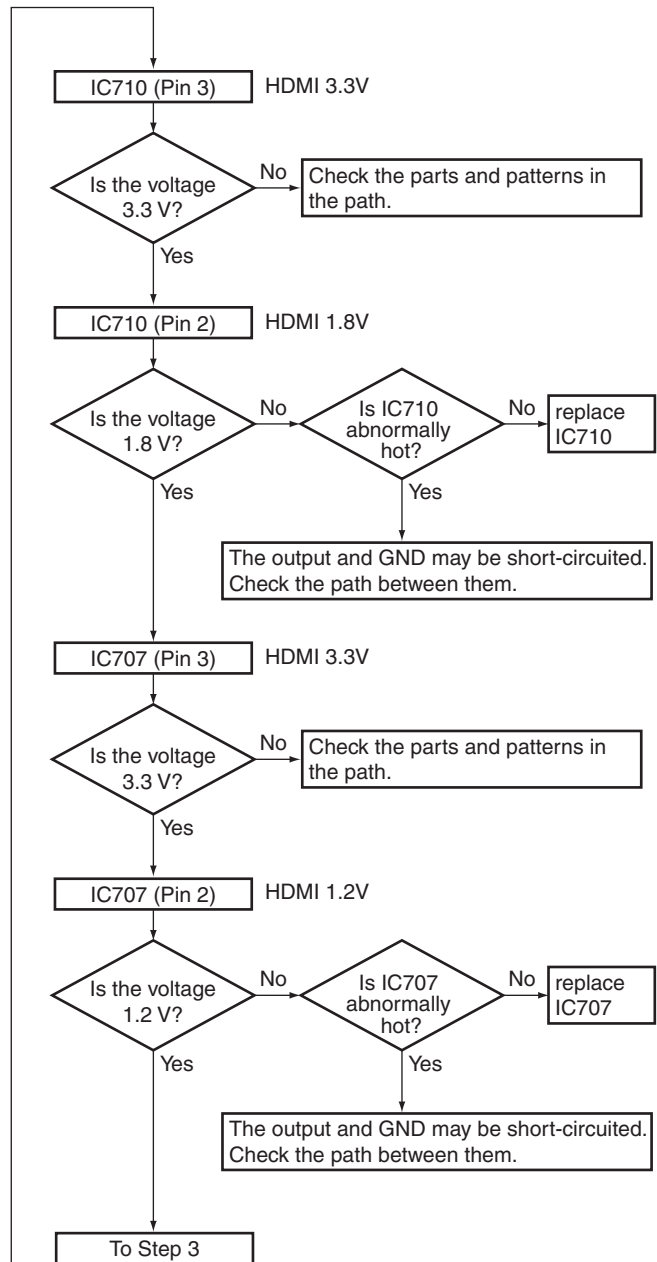 IC710 (Pin 3)
HDMI 3.3V
Is the voltage
3.3 V?
No
Check the parts and patterns in
the path.
Yes
IC710 (Pin 2)
HDMI 1.8V
Is the voltage
1.8 V?
No
Is IC710
abnormally
hot?
No
replace
IC710
Yes
Yes
The output and GND may be short-circuited.
Check the path between them.
IC707 (Pin 3)
HDMI 3.3V
Is the voltage
3.3 V?
No
Check the parts and patterns in
the path.
Yes
IC707 (Pin 2)
HDMI 1.2V
Is the voltage
1.2 V?
No
Is IC707
abnormally
hot?
No
replace
IC707
Yes
Yes
The output and GND may be short-circuited.
Check the path between them.
To Step 3